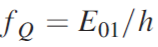 f_Q = E_{01}/h